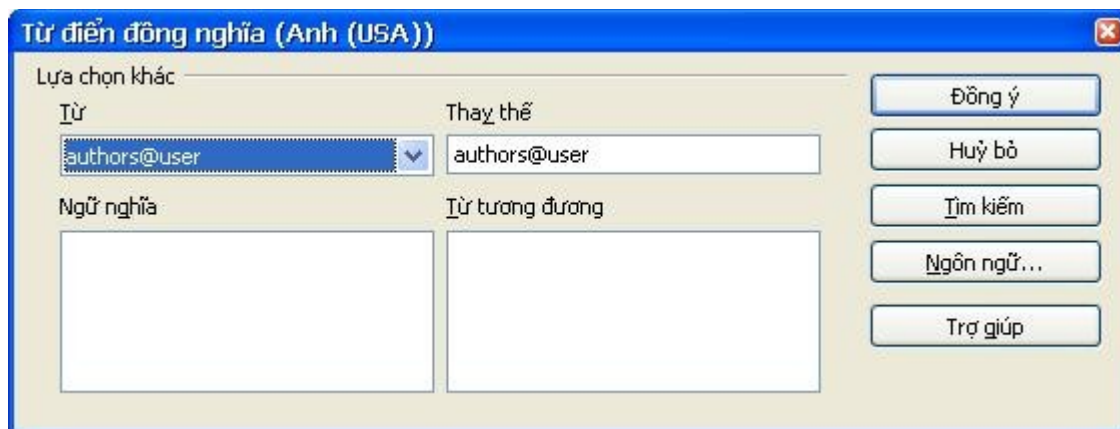 Từ điển đồng nghĩa (Anh (USA))
Lựa chọn khác
Từ
Thay thế
authors@user
authors@user
Ngữ nghĩa
Từ tương đương
Đồng ý
Huỷ bỏ
Tìm kiếm
Ngôn ngữ...
Trợ giúp